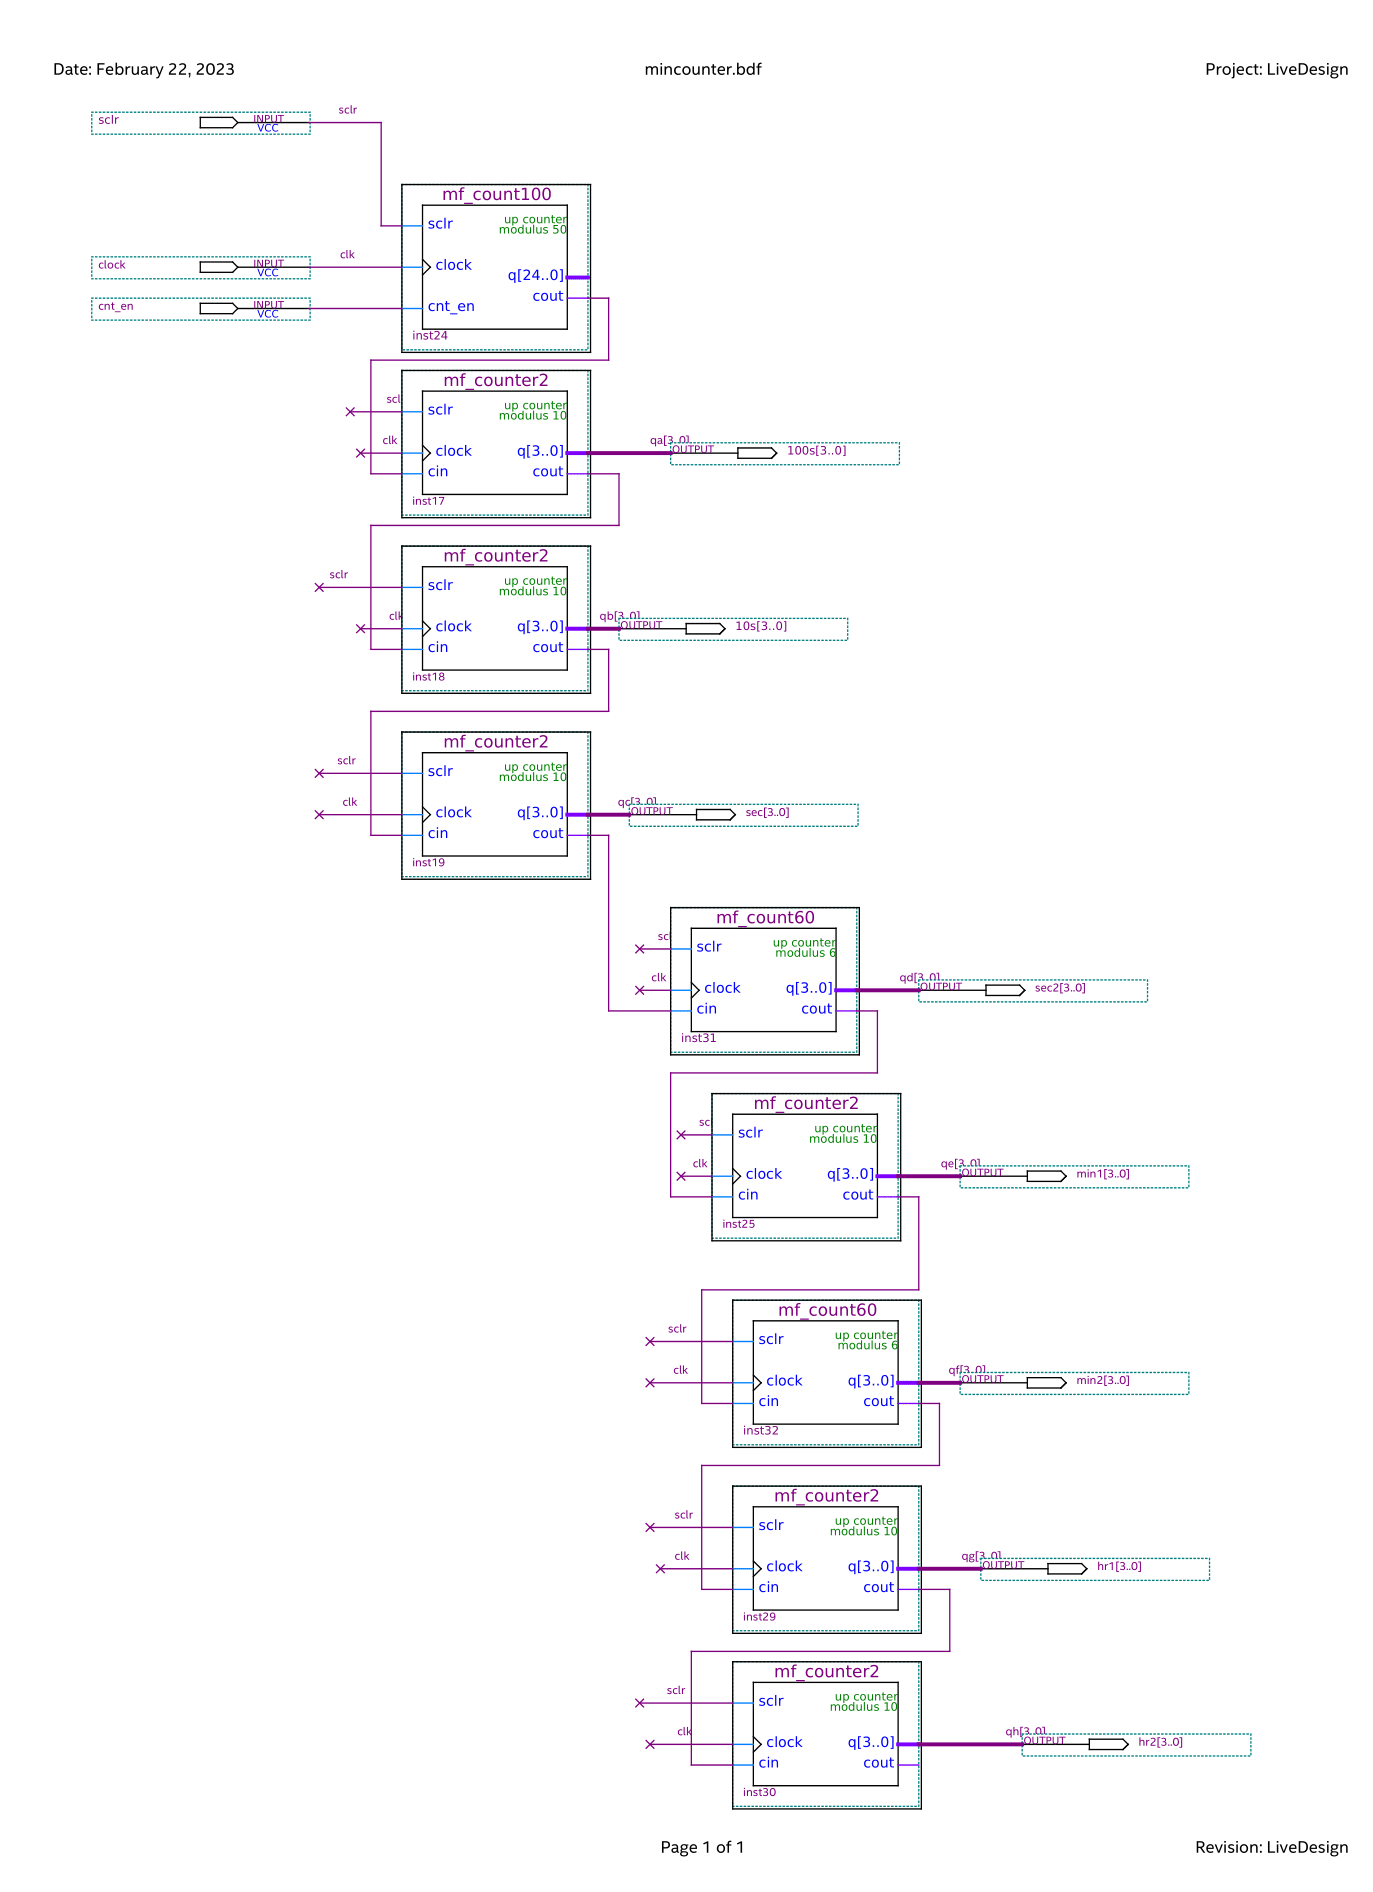 Date: February 22, 2023
mincounter.bdf
Project: LiveDesign
sclr
INPUT
VCC
sclr
mf_count100
sclr
up counter
modulus 50
clock
INPUT
VCC
clk
clock
q[24..0]
cout
cnt_en
INPUT
VCC
cnt_en
inst24
mf_counter2
scl
sclr
up counter
modulus 10
clk
clock
q[3..0]
qa[3..0]
OUTPUT
100s[3..0]
cin
cout
inst17
mf_counter2
sclr
sclr
up counter
modulus 10
clk
clock
q[3..0]
qb[3..0]
OUTPUT
10s[3..0]
cin
cout
inst18
mf_counter2
sclr
sclr
up counter
modulus 10
clk
clock
q[3..0]
qc[3..0]
OUTPUT
sec[3..0]
cin
cout
inst19
mf_count60
scl
sclr
up counter
modulus 6
clk
clock
q[3..0]
qd[3..0]
OUTPUT
sec2[3..0]
cin
cout
inst31
mf_counter2
sc
sclr
up counter
modulus 10
clk
clock
q[3..0]
qe[3..0]
OUTPUT
min1[3..0]
cin
cout
inst25
mf_count60
sclr
sclr
up counter
modulus 6
clk
clock
q[3..0]
qf[3..0]
OUTPUT
min2[3..0]
cin
cout
inst32
mf_counter2
sclr
sclr
up counter
modulus 10
clk
clock
q[3..0]
qg[3..0]
OUTPUT
hr1[3..0]
cin
cout
inst29
mf_counter2
sclr
sclr
up counter
modulus 10
clk
clock
q[3..0]
qh[3..0]
OUTPUT
hr2[3..0]
cin
cout
inst30
Page 1 of 1
Revision: LiveDesign